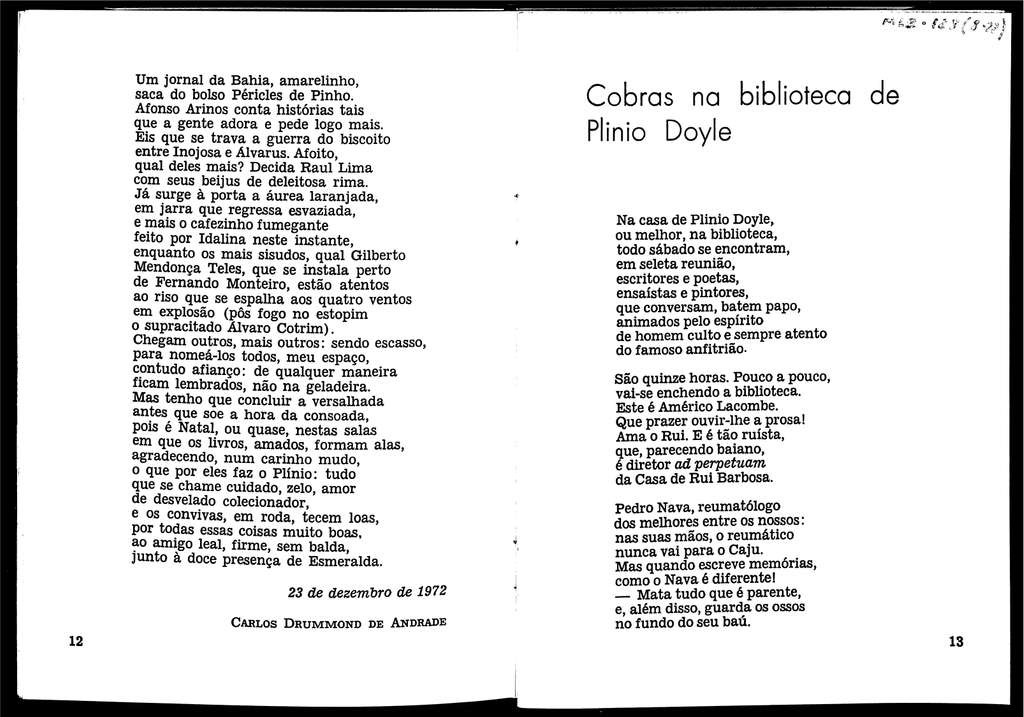 Um jornal da Bahia, amarelinho,
saca do bolso Péricles de Pinho.
Afonso Arinos conta histórias tais
que a gente adora e pede logo mais.
Eis que se trava a guerra do biscoito
entre Inojosa e Álvarus. Afoito,
qual deles mais? Decida Raul Lima
com seus beijus de deleitosa rima.
Já surge à porta a áurea laranjada,
em jarra que regressa esvaziada,
e mais o cafezinho fumegante
feito por Idalina neste instante,
enquanto os mais sisudos, qual Gilberto
Mendonça Teles, que se instala perto
de Fernando Monteiro, estão atentos
ao riso que se espalha aos quatro ventos
em explosão (pôs fogo no estopim
o supracitado Álvaro Cotrim).
Chegam outros, mais outros: sendo escasso,
para nomeá-los todos, meu espaço,
contudo afianço: de qualquer maneira
ficam lembrados, não na geladeira.
Mas tenho que concluir a versalhada
antes que soe a hora da consoada,
pois é Natal, ou quase, nestas salas
em que os livros, amados, formam alas,
agradecendo, num carinho mudo,
o que por eles faz o Plínio: tudo
que se chame cuidado, zelo, amor
de desvelado colecionador,
e os convivas, em roda, tecem loas,
por todas essas coisas muito boas,
ao amigo leal, firme, sem balda,
junto à doce presença de Esmeralda.
23 de dezembro de 1972
CARLOS DRUMMOND DE ANDRADE
12
Cobras na biblioteca de
Plinio Doyle
Na casa de Plinio Doyle,
ou melhor, na biblioteca,
todo sábado se encontram,
em seleta reunião,
escritores e poetas,
ensaístas e pintores,
que conversam, batem papo,
animados pelo espírito
de homem culto e sempre atento
do famoso anfitrião.
São quinze horas. Pouco a pouco,
vai-se enchendo a biblioteca.
Este é Américo Lacombe.
Que prazer ouvir-lhe a prosa!
Ama o Rui. E é tão ruísta,
que, parecendo baiano,
é diretor ad perpetuam
da Casa de Rui Barbosa.
Pedro Nava, reumatólogo
dos melhores entre os nossos:
nas suas mãos, o reumático
nunca vai para o Caju.
Mas quando escreve memórias,
como o Nava é diferente!
— Mata tudo que é parente,
e, além disso, guarda os ossos
no fundo do seu baú.
13